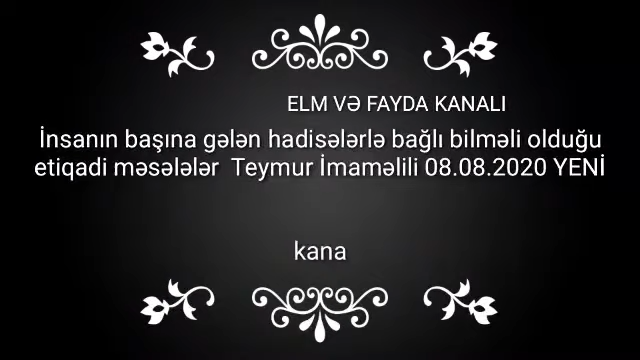 ELM VƏ FAYDA KANALI
İnsanın başına gələn hadisələrlə bağlı bilməli olduğu
etiqadi məsələlər Teymur İmaməlili 08.08.2020 YENİ
kana